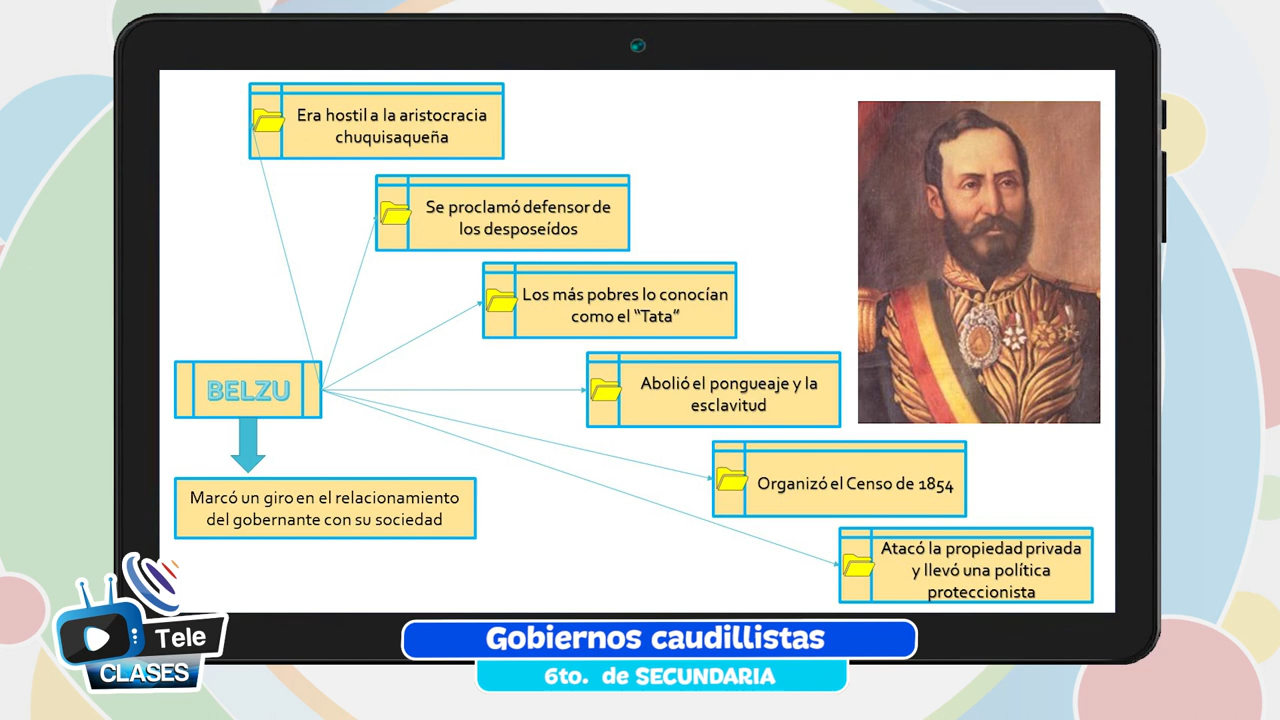 Era hostil a la aristocracia
chuquisaqueña
Se proclamó defensor de
los desposeídos
Los más pobres lo conocían
como el “Tata”
BELZU
Abolió el pongueaje y la
esclavitud
Marcó un giro en el relacionamiento
del gobernante con su sociedad
Organizó el Censo de 1854
Atacó la propiedad privada
y llevó una política
proteccionista
Tele
CLASES
Gobiernos caudillistas
6to. de SECUNDARIA